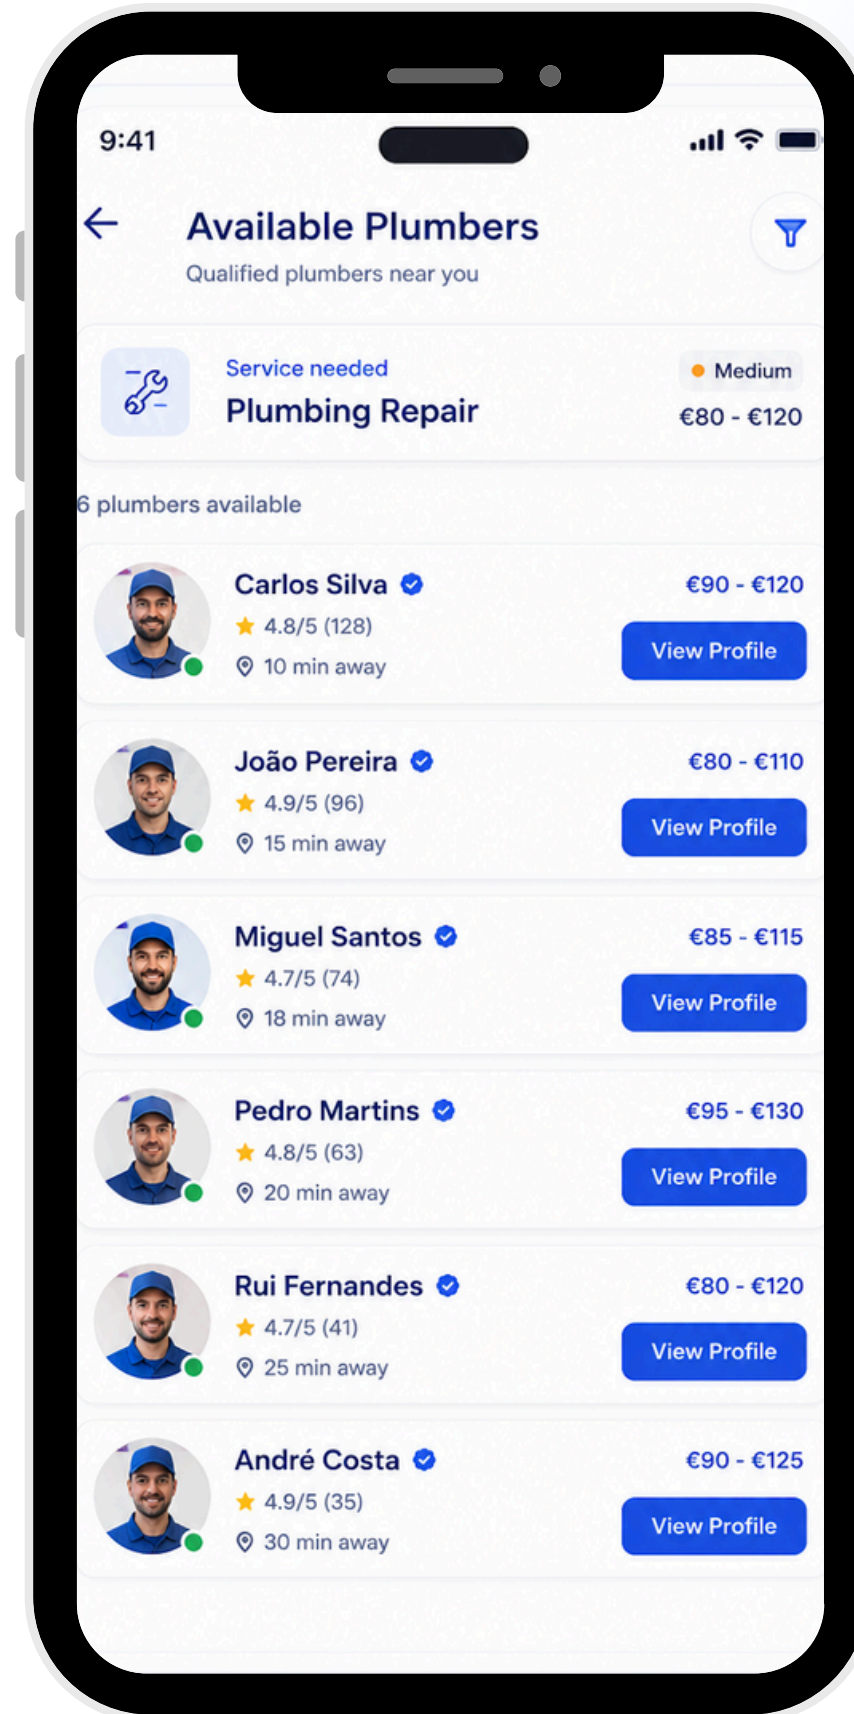 9:41
Available Plumbers
Qualified plumbers near you
Service needed
Medium
Plumbing Repair
€80 - €120
6 plumbers available
Carlos Silva
€90 - €120
4.8/5 (128)
View Profile
10 min away
João Pereira
€80 - €110
4.9/5 (96)
View Profile
15 min away
Miguel Santos
€85 - €115
4.7/5 (74)
View Profile
18 min away
Pedro Martins
€95 - €130
4.8/5 (63)
View Profile
20 min away
Rui Fernandes
€80 - €120
4.7/5 (41)
View Profile
25 min away
André Costa
€90 - €125
4.9/5 (35)
View Profile
30 min away